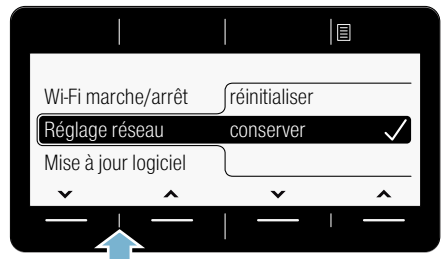 Wi-Fi marche/arrêt réinitialiser
Réglage réseau conserver
Mise à jour logiciel